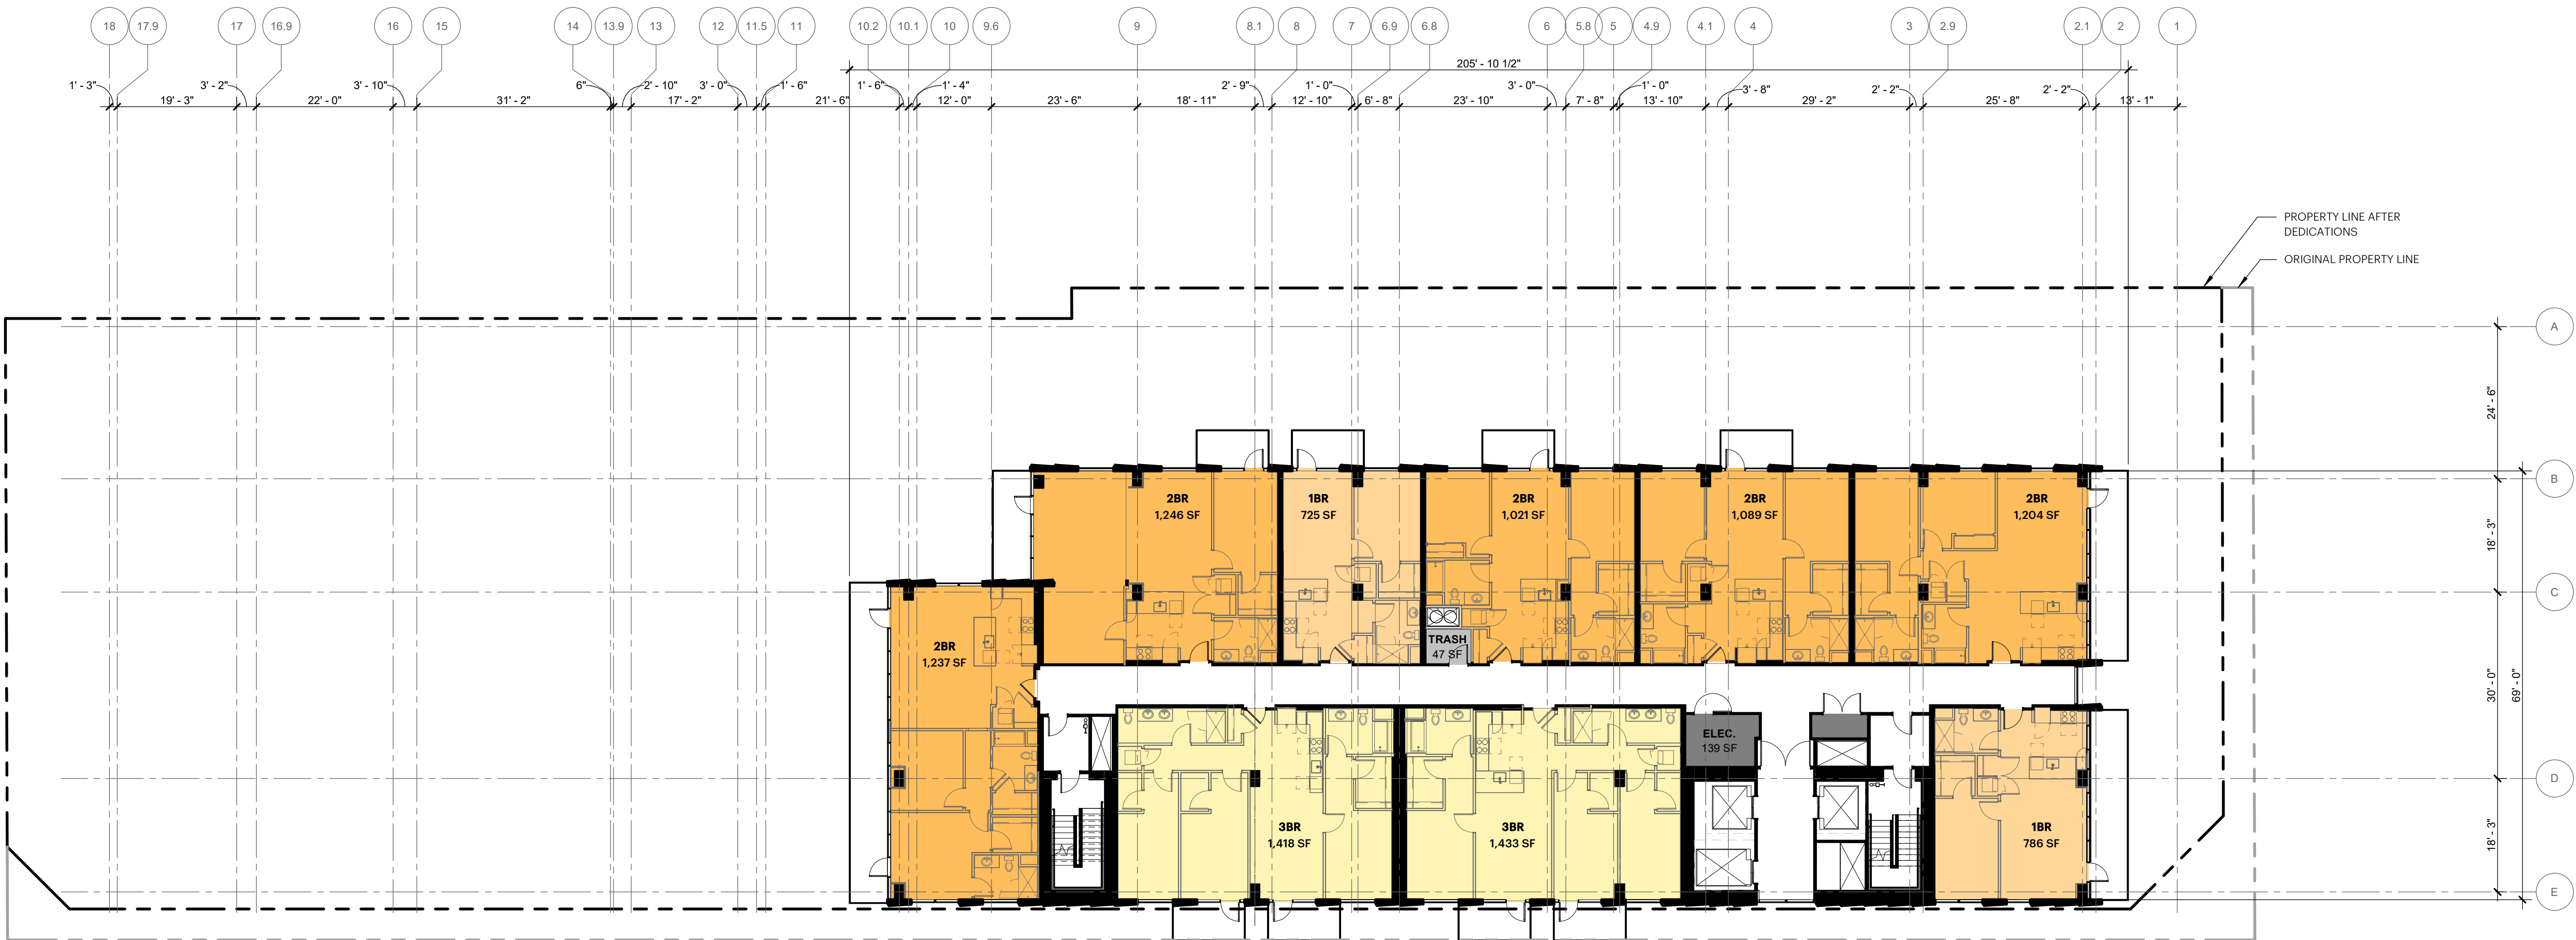 18
17.9
17
16.9
16
15
14
13.9
13
12
11.5
11
10.2
10.1
10
9.6
9
8.1
8
7
6.9
6.8
6
5.8
5
4.9
4.1
4
3
2.9
2.1
2
1
205' - 10 1/2"
1' - 3"
3' - 2"
3' - 10"
6"
2' - 10"
3' - 0"
1' - 6"
1' - 6"
1' - 4"
2' - 9"
1' - 0"
3' - 0"
1' - 0"
3' - 8"
2' - 2"
2' - 2"
19' - 3"
22' - 0"
31' - 2"
17' - 2"
21' - 6"
12' - 0"
23' - 6"
18' - 11"
12' - 10"
6' - 8"
23' - 10"
7' - 8"
13' - 10"
29' - 2"
25' - 8"
13' - 1"
PROPERTY LINE AFTER
DEDICATIONS
ORIGINAL PROPERTY LINE
A
24' - 6"
B
18' - 3"
C
30' - 0"
69' - 0"
D
18' - 3"
E
2BR
1,246 SF
1BR
725 SF
2BR
1,021 SF
2BR
1,089 SF
2BR
1,204 SF
TRASH
47 SF
2BR
1,237 SF
ELEC.
139 SF
3BR
1,418 SF
3BR
1,433 SF
1BR
786 SF